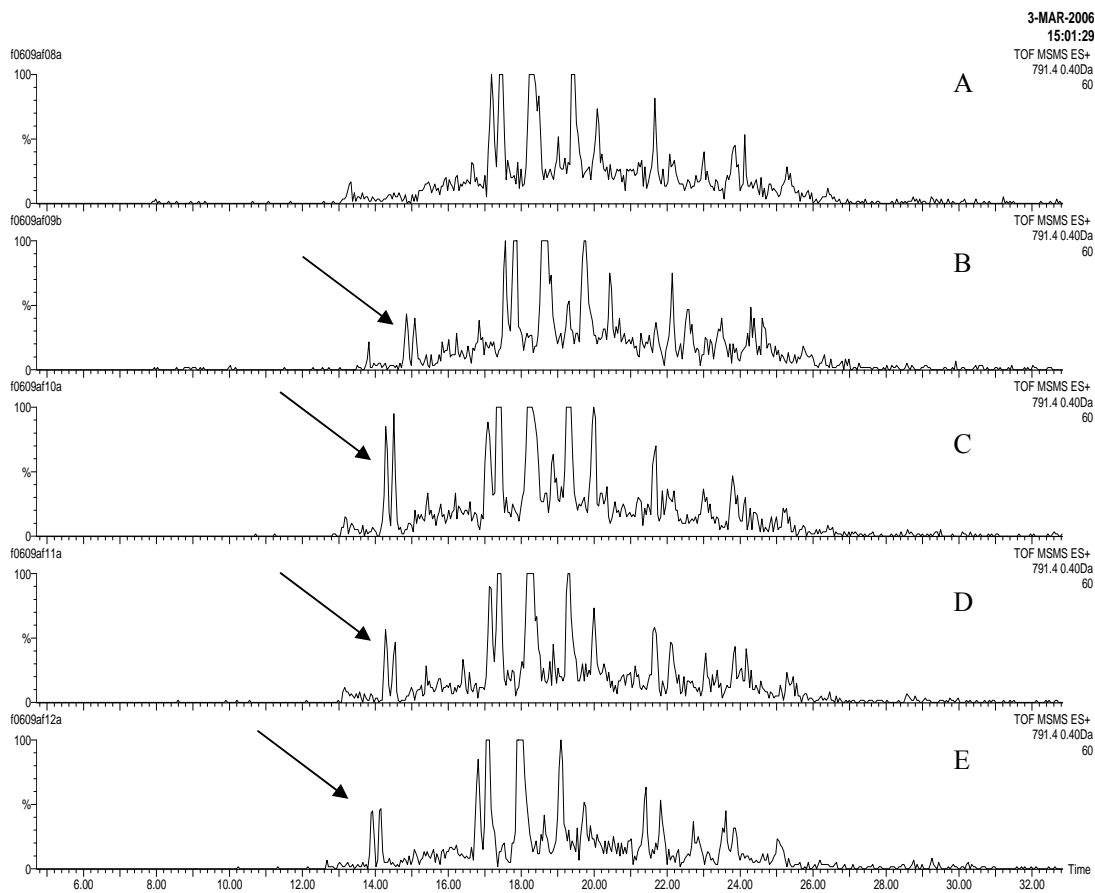 3-MAR-2006
15:01:29
f0609af08a
TOF MSMS ES+
791.4 0.40Da
60
100
%
0
A
f0609af09b
TOF MSMS ES+
791.4 0.40Da
60
100
%
0
B
f0609af10a
TOF MSMS ES+
791.4 0.40Da
60
100
%
0
C
f0609af11a
TOF MSMS ES+
791.4 0.40Da
60
100
%
0
D
f0609af12a
TOF MSMS ES+
791.4 0.40Da
60
100
%
0
E
Time
6.00 8.00 10.00 12.00 14.00 16.00 18.00 20.00 22.00 24.00 26.00 28.00 30.00 32.00